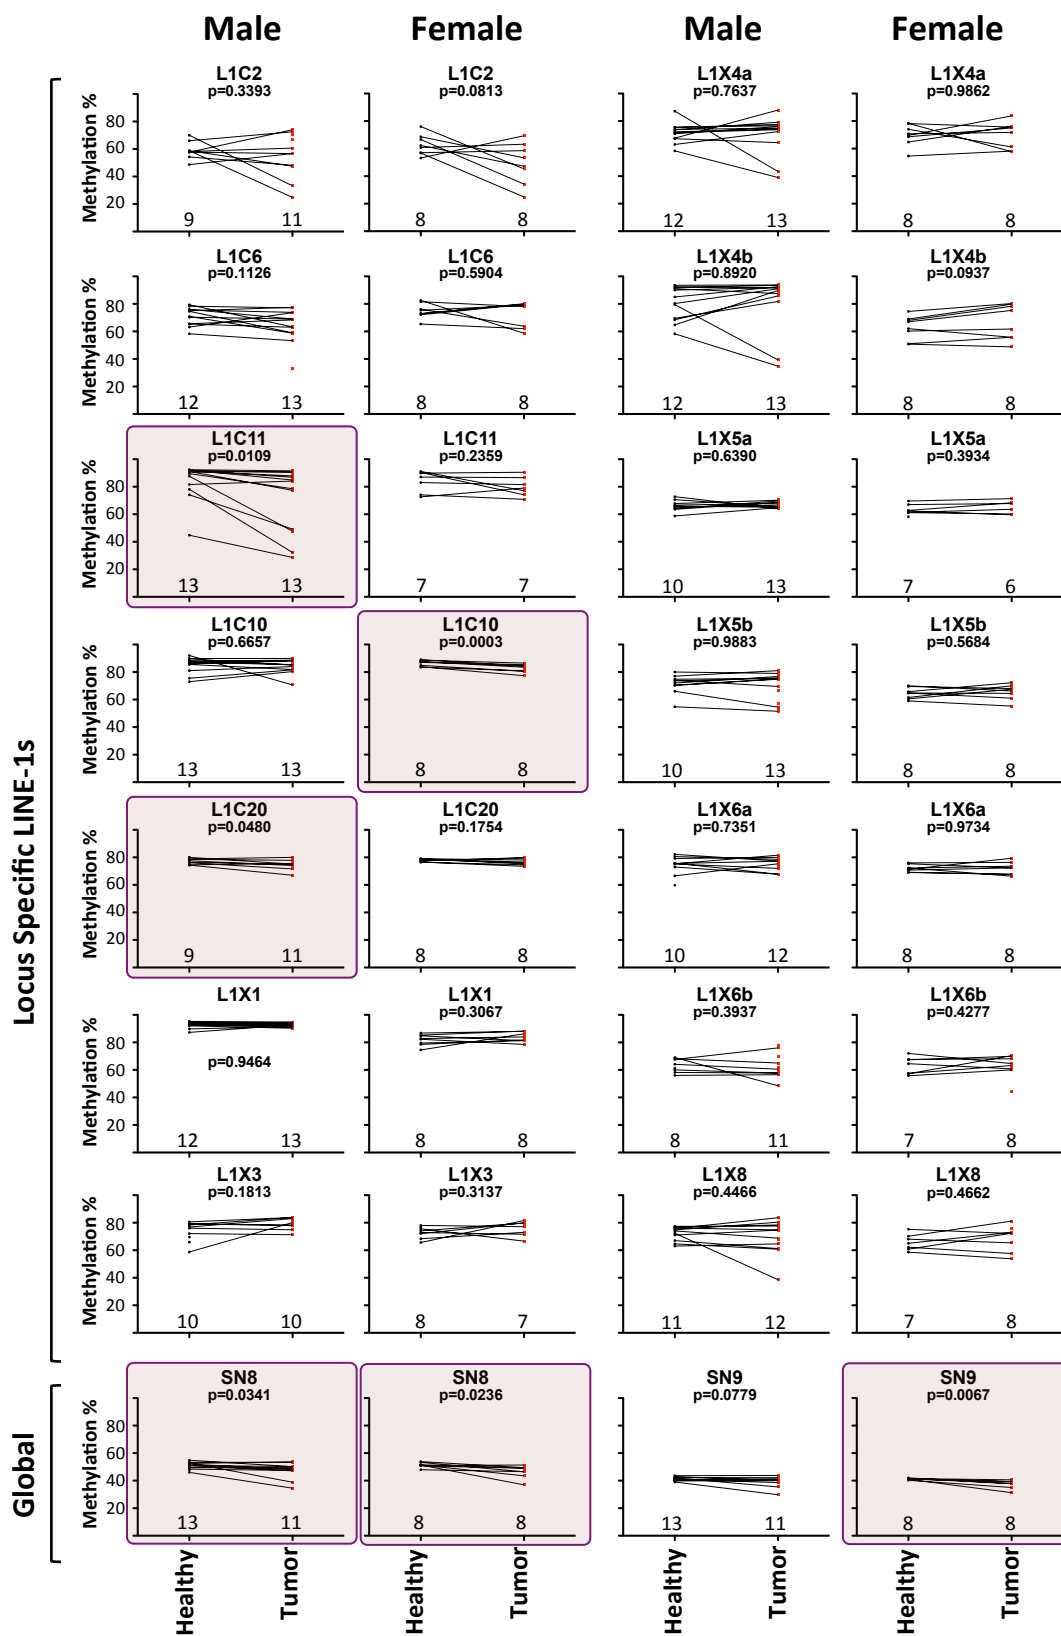 Male Female Male Female
L1C2 L1C2 L1X4a L1X4a
p=0.3393 p=0.0813 p=0.7637 p=0.9862
Methylation %
80
60
40
20
9 11 8 8 12 13 8 8
L1C6 L1C6 L1X4b L1X4b
p=0.1126 p=0.5904 p=0.8920 p=0.0937
Methylation %
80
60
40
20
12 13 8 8 12 13 8 8
L1C11 L1C11 L1X5a L1X5a
p=0.0109 p=0.2359 p=0.6390 p=0.3934
Methylation %
80
60
40
20
13 13 7 7 10 13 7 6
L1C10 L1C10 L1X5b L1X5b
p=0.6657 p=0.0003 p=0.9883 p=0.5684
Methylation %
80
60
40
20
13 13 8 8 10 13 8 8
L1C20 L1C20 L1X6a L1X6a
p=0.0480 p=0.1754 p=0.7351 p=0.9734
Methylation %
80
60
40
20
9 11 8 8 10 12 8 8
L1X1 L1X1 L1X6b L1X6b
p=0.9464 p=0.3067 p=0.3937 p=0.4277
Methylation %
80
60
40
20
12 13 8 8 8 11 7 8
L1X3 L1X3 L1X8 L1X8
p=0.1813 p=0.3137 p=0.4466 p=0.4662
Methylation %
80
60
40
20
10 10 8 7 11 12 7 8
Locus Specific LINE-1s
SN8 SN8 SN9 SN9
p=0.0341 p=0.0236 p=0.0779 p=0.0067
Methylation %
80
60
40
20
13 11 8 8 13 11 8 8
Global
Healthy Tumor Healthy Tumor Healthy Tumor Healthy Tumor